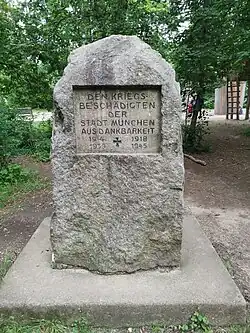 DEN KRIEGS-
BESCHÄDIGTEN
DER
STADT MÜNCHEN
AUS DANKBARKEIT
1914 1918
1939 1945